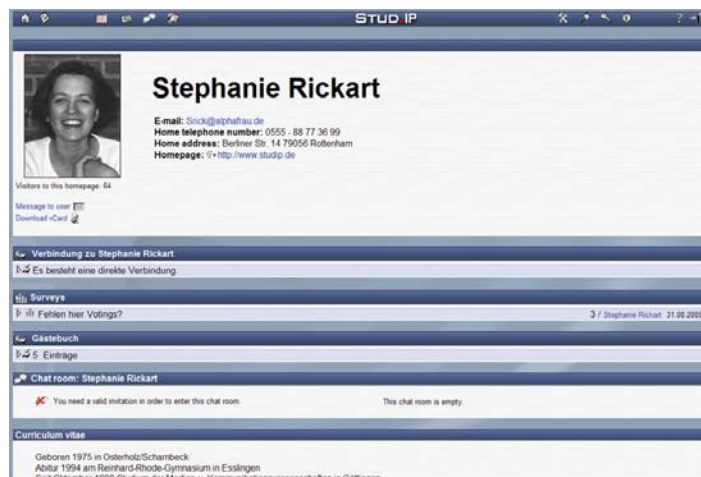 STUD.IP
Stephanie Rickart
E-mail: Srick@alphafrau.de
Home telephone number: 0555 - 88 77 36 99
Home address: Berliner Str. 14 79056 Rottenham
Homepage: http://www.studip.de
Visitors to this homepage: 64
Message to user
Download vCard
Verbindung zu Stephanie Rickart
Es besteht eine direkte Verbindung.
Surveys
Fehlen hier Votings? 3 / Stephanie Rickart 31.08.200
Gästebuch
5 Einträge
Chat room: Stephanie Rickart
You need a valid invitation in order to enter this chat room. This chat room is empty.
Curriculum vitae
Geboren 1975 in Osterholz/Scharnbeck
Abitur 1994 am Reinhard-Rhode-Gymnasium in Esslingen